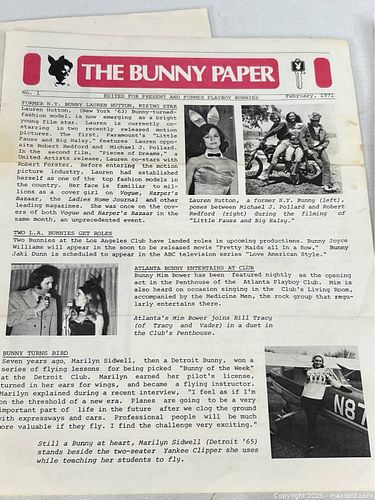 THE BUNNY PAPER
No. 1 EDITED FOR PRESENT AND FORMER PLAYBOY BUNNIES February, 1971
FORMER N.Y. BUNNY LAUREN HUTTON, RIZING STAR
Lauren Hutton, (New York '63) Bunny-turned-
fashion model, is now emerging as a bright
young film star. Lauren is currently co-
starring in two recently released motion
pictures. The first, Paramount's "Little
Fauss and Big Halsy," features Lauren oppo-
site Robert Redford and Michael J. Pollard.
In the second film, "Pieces of Dreams," a
United Artists release, Lauren co-stars with
Robert Forster. Before entering the motion
picture industry, Lauren had established
herself as one of the top fashion models in
the country. Her face is familiar to mil-
lions as a cover girl on Vogue, Harper's
Bazaar, the Ladies Home Journal and other
leading magazines. She was once on the cov-
ers of both Vogue and Harper's Bazaar in the
same month, an unprecedented event.
Lauren Hutton, a former N.Y. Bunny (left),
poses between Michael J. Pollard and Robert
Redford (right) during the filming of
"Little Fauss and Big Halsy."
TWO L.A. BUNNIES GET ROLES
Two Bunnies at the Los Angeles Club have landed roles in upcoming productions. Bunny Joyce
Williams will appear in the soon to be released movie "Pretty Maids all In a Row." Bunny
Jaki Dunn is scheduled to appear in the ABC television series "Love American Style."
ATLANTA BUNNY ENTERTAINS AT CLUB
Bunny Mim Bower has been featured nightly as the opening
act in the Penthouse of the Atlanta Playboy Club. Mim is
also heard on occasion singing in the Club's Living Room,
accompanied by the Medicine Men, the rock group that regu-
larly entertains there.
Atlanta's Mim Bower joins Bill Tracy
(of Tracy and Vader) in a duet in
the Club's Penthouse.
BUNNY TURNS BIRD
Seven years ago, Marilyn Sidwell, then a Detroit Bunny, won a
series of flying lessons for being picked "Bunny of the Week"
at the Detroit Club. Marilyn earned her pilot's license,
turned in her ears for wings, and became a flying instructor.
Marilyn explained during a recent interview, "I feel as if I'm
on the threshold of a new era. Planes are going to be a very
important part of life in the future after we clog the ground
with expressways and cars. Professional people will be much
more valuable if they fly. I find the challenge very exciting."
Still a Bunny at heart, Marilyn Sidwell (Detroit '65)
stands beside the two-seater Yankee Clipper she uses
while teaching her students to fly.
N87
Copyright 2025 - maxsold.com